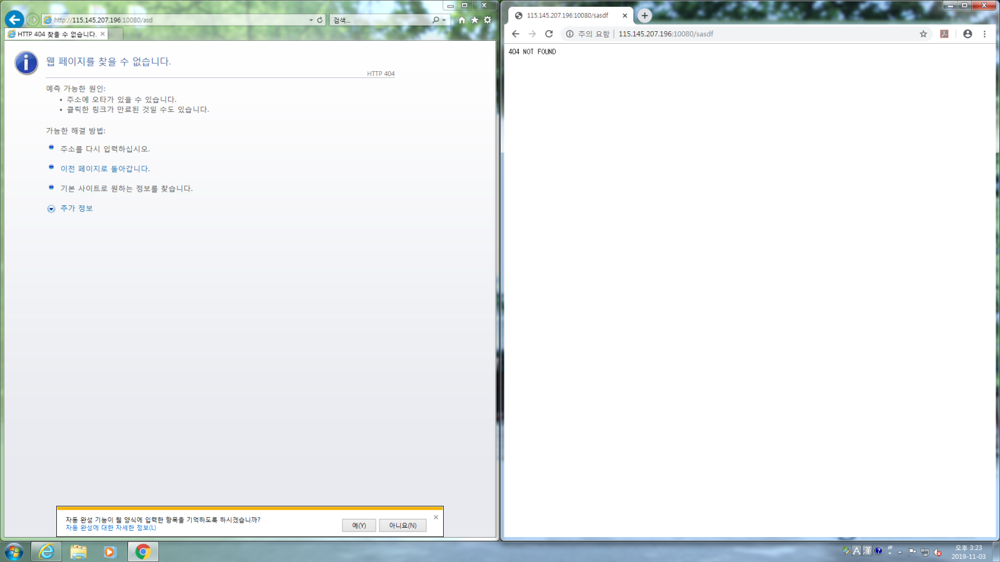 http://115.145.207.196:10080/asd
검색...
HTTP 404 찾을 수 없습니다.
웹 페이지를 찾을 수 없습니다.
HTTP 404
예측 가능한 원인:
• 주소에 오타가 있을 수 있습니다.
• 클릭한 링크가 만료된 것일 수도 있습니다.
가능한 해결 방법:
주소를 다시 입력하십시오.
이전 페이지로 돌아갑니다.
기본 사이트로 원하는 정보를 찾습니다.
추가 정보
자동 완성 기능이 웹 양식에 입력한 항목을 기억하도록 하시겠습니까?
자동 완성에 대한 자세한 정보(L)
예(Y)
아니요(N)
115.145.207.196:10080/sasdf
주의 요함
115.145.207.196:10080/sasdf
404 NOT FOUND
A 漢
오후 3:23
2019-11-03